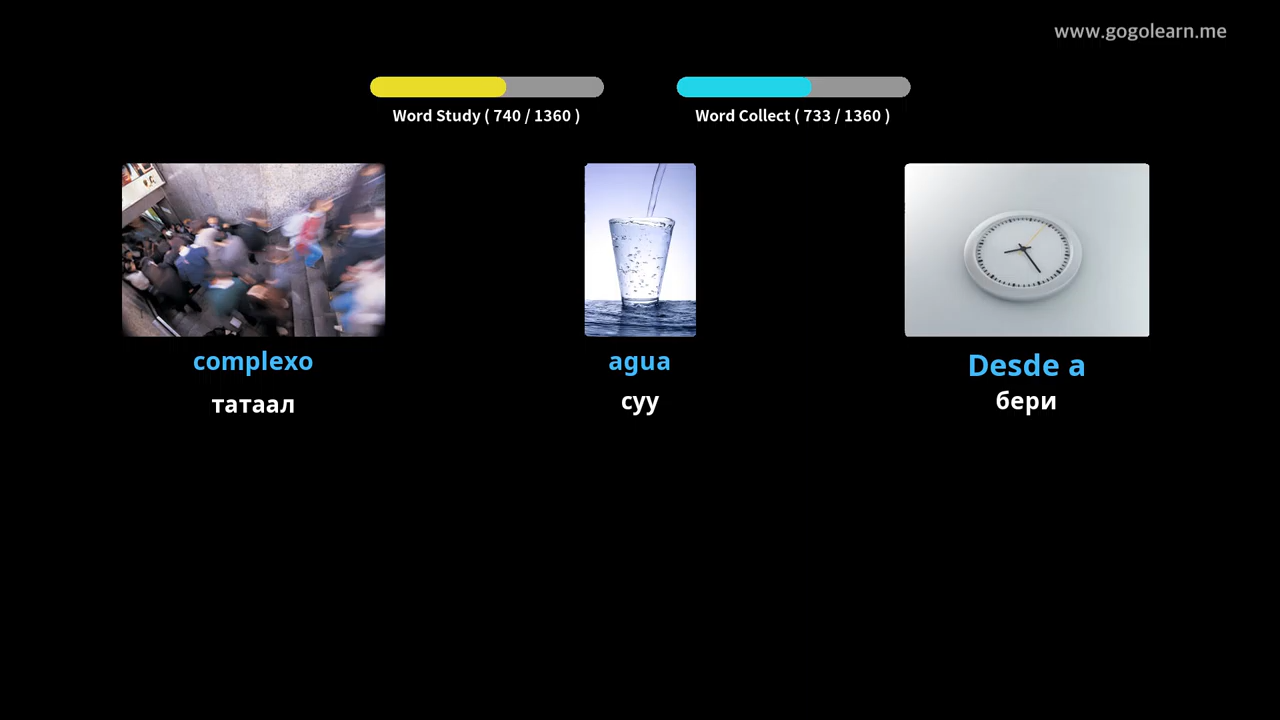 www.gogolearn.me
Word Study ( 740 / 1360 )
Word Collect ( 733 / 1360 )
complexo
agua
Desde a
татаал
суу
бери